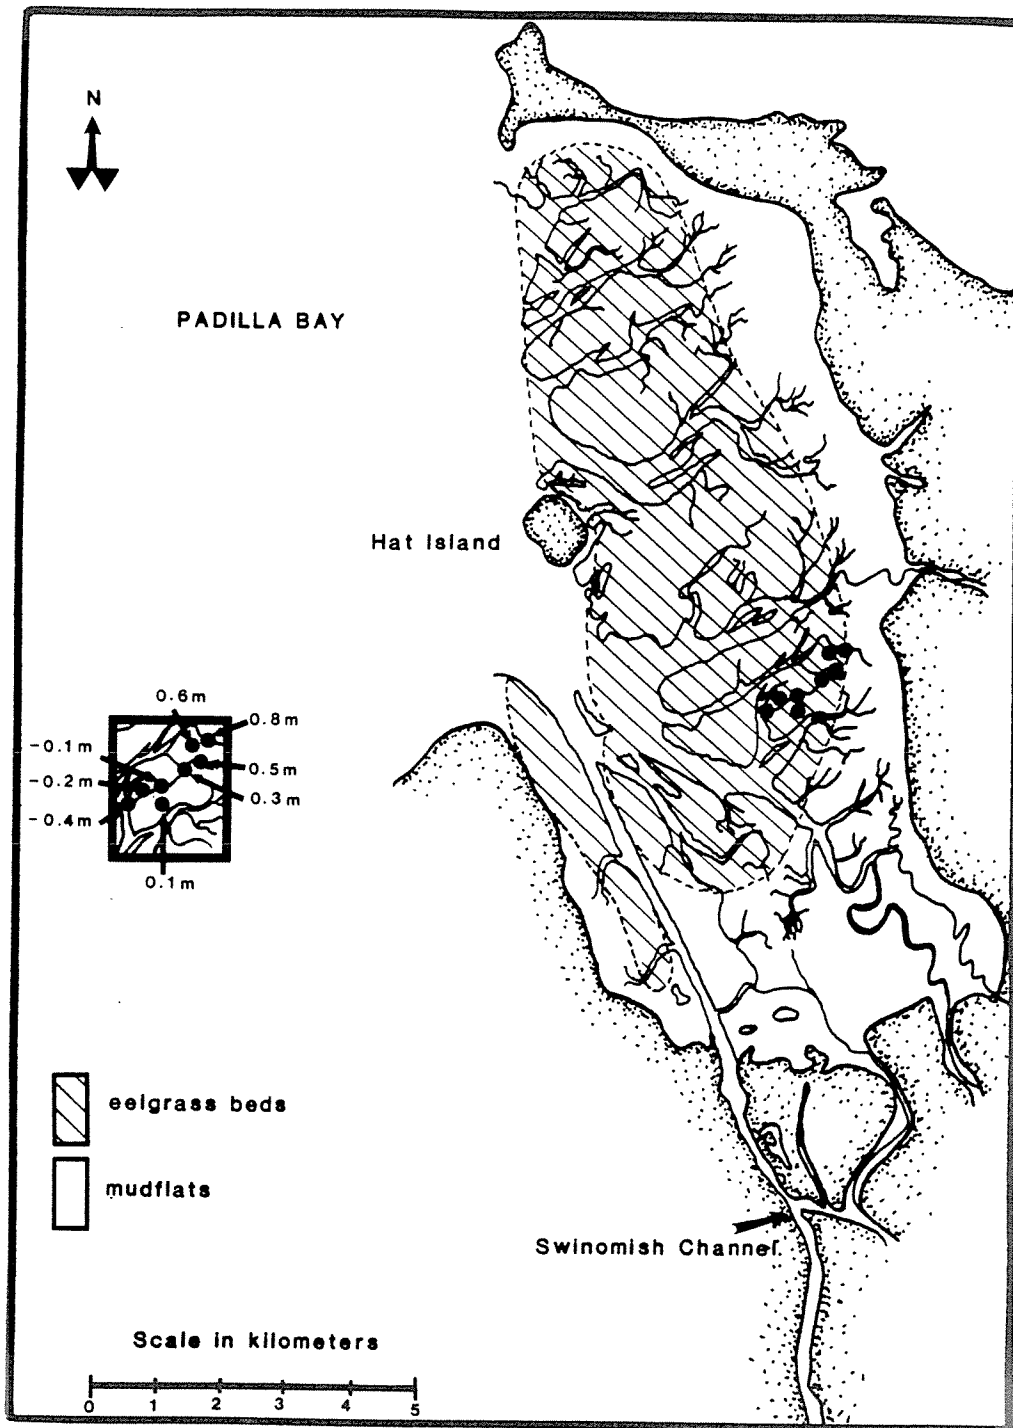 N
PADILLA BAY
Hat Island
0.6m
0.8m
-0.1m
-0.2m
0.5m
0.3m
-0.4m
0.1m
eelgrass beds
mudflats
Swinomish Channel
Scale in kilometers
0 1 2 3 4 5